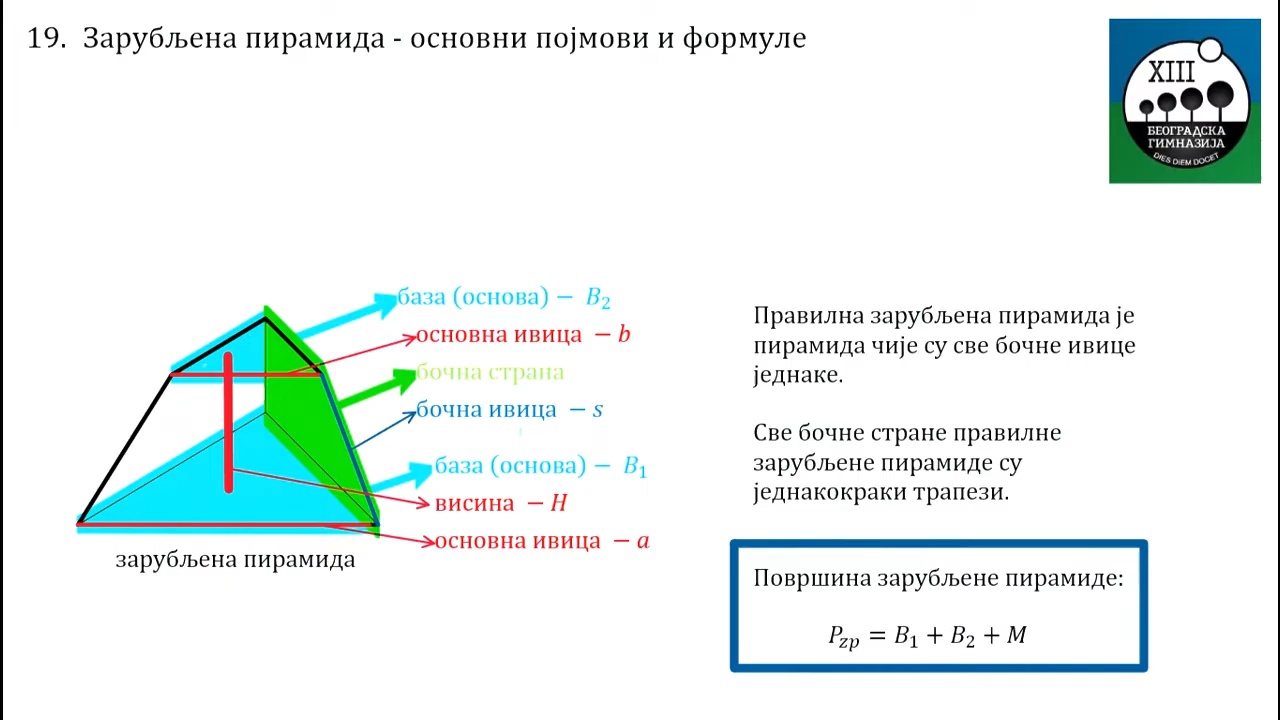 19. Зарубљена пирамида - основни појмови и формуле
XIII
БЕОГРАДСКА
ГИМНАЗИЈА
DIES DIEM DOCET
база (основа) − B₂
основна ивица − b
бочна страна
бочна ивица − s
база (основа) − B₁
висина − H
основна ивица − a
зарубљена пирамида
Правилна зарубљена пирамида је
пирамида чије су све бочне ивице
једнаке.
Све бочне стране правилне
зарубљене пирамиде су
једнакокраки трапези.
Површина зарубљене пирамиде:
P_zp = B₁ + B₂ + M